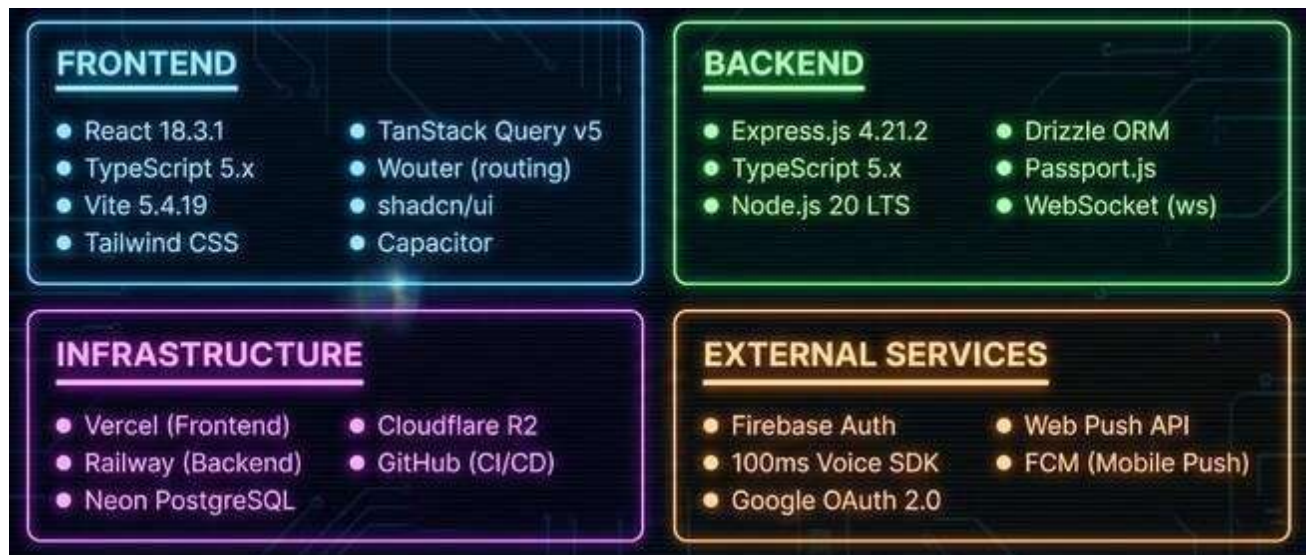 FRONTEND
React 18.3.1
TypeScript 5.x
Vite 5.4.19
Tailwind CSS
TanStack Query v5
Wouter (routing)
shadcn/ui
Capacitor
BACKEND
Express.js 4.21.2
TypeScript 5.x
Node.js 20 LTS
Drizzle ORM
Passport.js
WebSocket (ws)
INFRASTRUCTURE
Vercel (Frontend)
Railway (Backend)
Neon PostgreSQL
Cloudflare R2
GitHub (CI/CD)
EXTERNAL SERVICES
Firebase Auth
100ms Voice SDK
Google OAuth 2.0
Web Push API
FCM (Mobile Push)